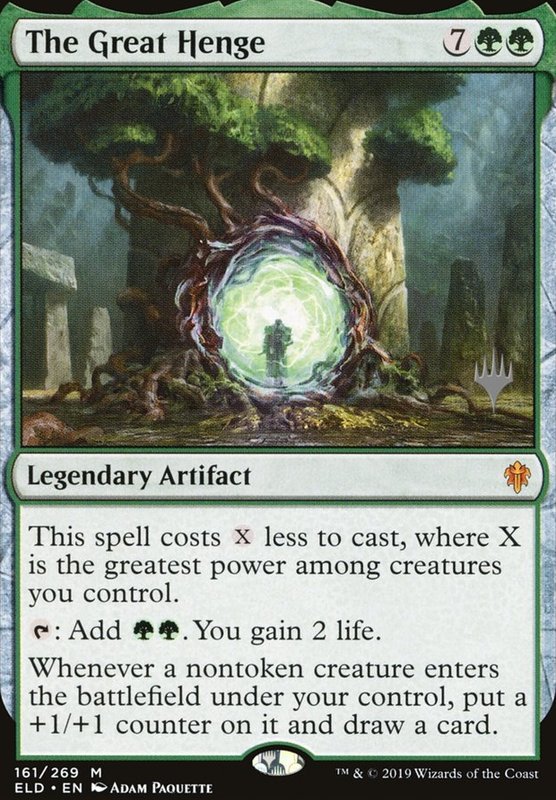 The Great Henge 7
Legendary Artifact
This spell costs X less to cast, where X
is the greatest power among creatures
you control.
: Add . You gain 2 life.
Whenever a nontoken creature enters
the battlefield under your control, put a
+1/+1 counter on it and draw a card.
161/269 M
ELD • EN Adam Paquette
™ & © 2019 Wizards of the Coast